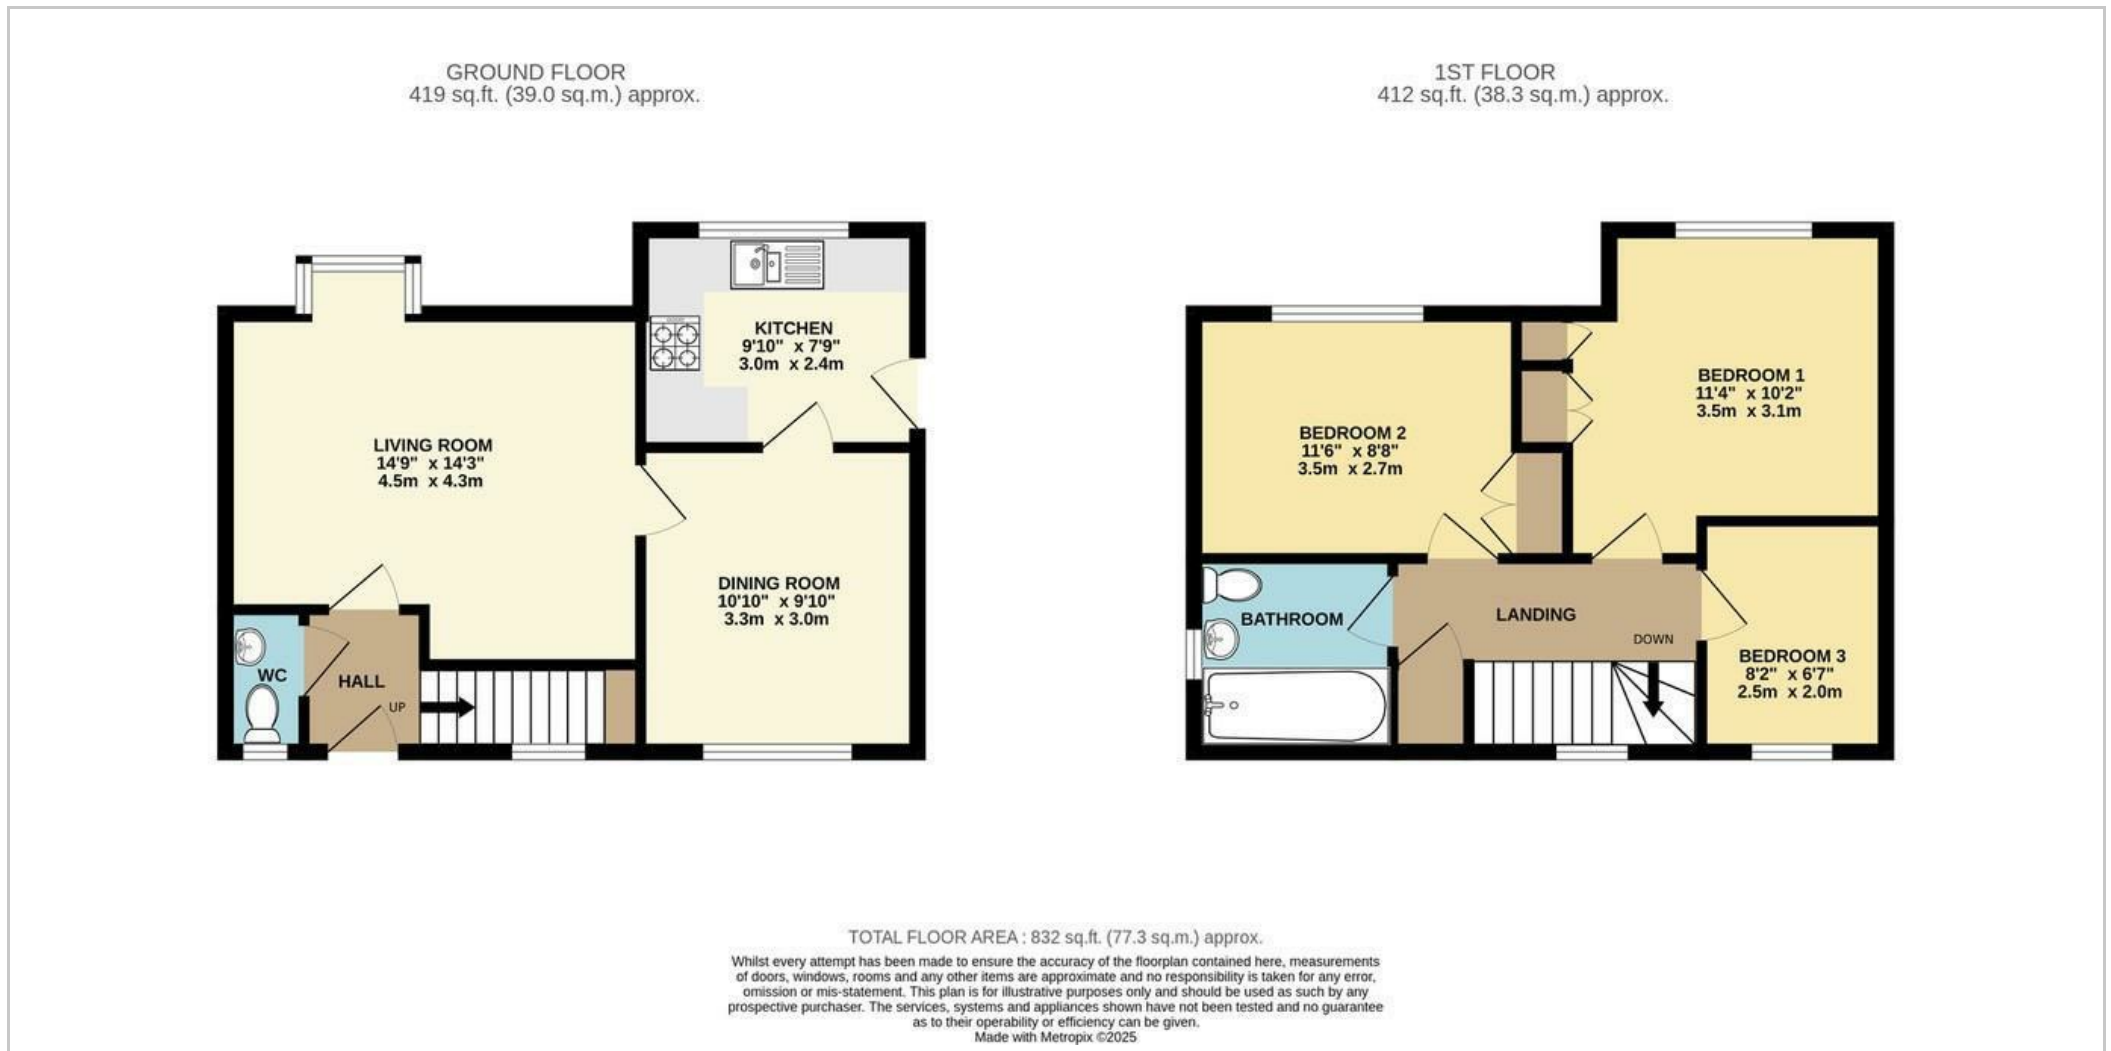 GROUND FLOOR
419 sq.ft. (39.0 sq.m.) approx.
1ST FLOOR
412 sq.ft. (38.3 sq.m.) approx.
KITCHEN
9'10" x 7'9"
3.0m x 2.4m
LIVING ROOM
14'9" x 14'3"
4.5m x 4.3m
DINING ROOM
10'10" x 9'10"
3.3m x 3.0m
WC
HALL
UP
BEDROOM 1
11'4" x 10'2"
3.5m x 3.1m
BEDROOM 2
11'6" x 8'8"
3.5m x 2.7m
BATHROOM
LANDING
DOWN
BEDROOM 3
8'2" x 6'7"
2.5m x 2.0m
TOTAL FLOOR AREA : 832 sq.ft. (77.3 sq.m.) approx.
Whilst every attempt has been made to ensure the accuracy of the floorplan contained here, measurements
of doors, windows, rooms and any other items are approximate and no responsibility is taken for any error,
omission or mis-statement. This plan is for illustrative purposes only and should be used as such by any
prospective purchaser. The services, systems and appliances shown have not been tested and no guarantee
as to their operability or efficiency can be given.
Made with Metropix ©2025